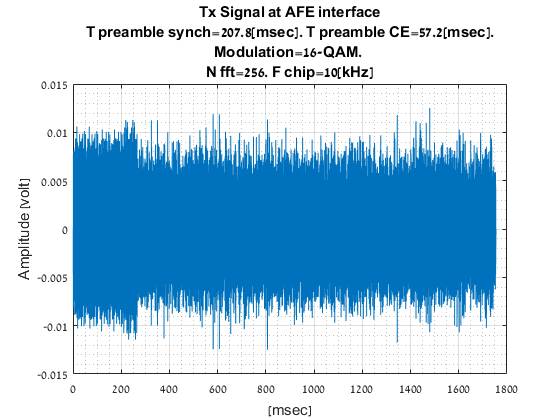 Tx Signal at AFE interface
T preamble synch=207.8[msec]. T preamble CE=57.2[msec].
Modulation=16-QAM.
N fft=256. F chip=10[kHz]
0.015
0.01
0.005
0
-0.005
-0.01
-0.015
Amplitude [volt]
0 200 400 600 800 1000 1200 1400 1600 1800
[msec]